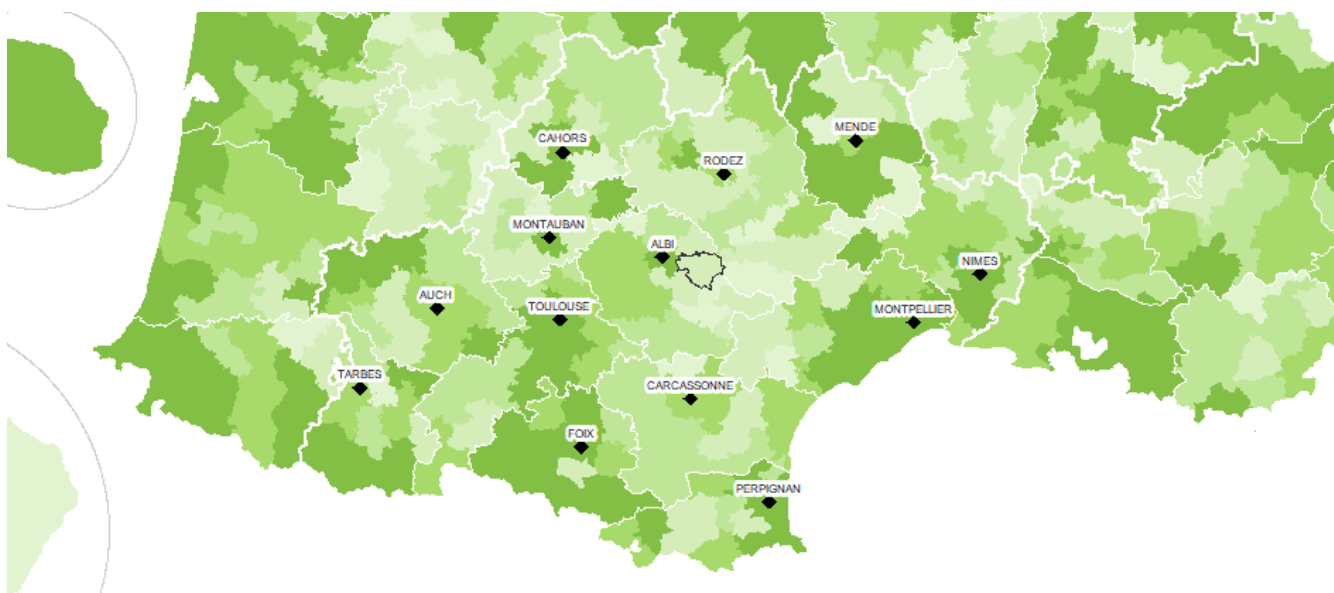 MENDE
CAHORS
RODEZ
MONTAUBAN
ALBI
NIMES
AUCH
TOULOUSE
MONTPELLIER
TARBES
CARCASSONNE
FOIX
PERPIGNAN